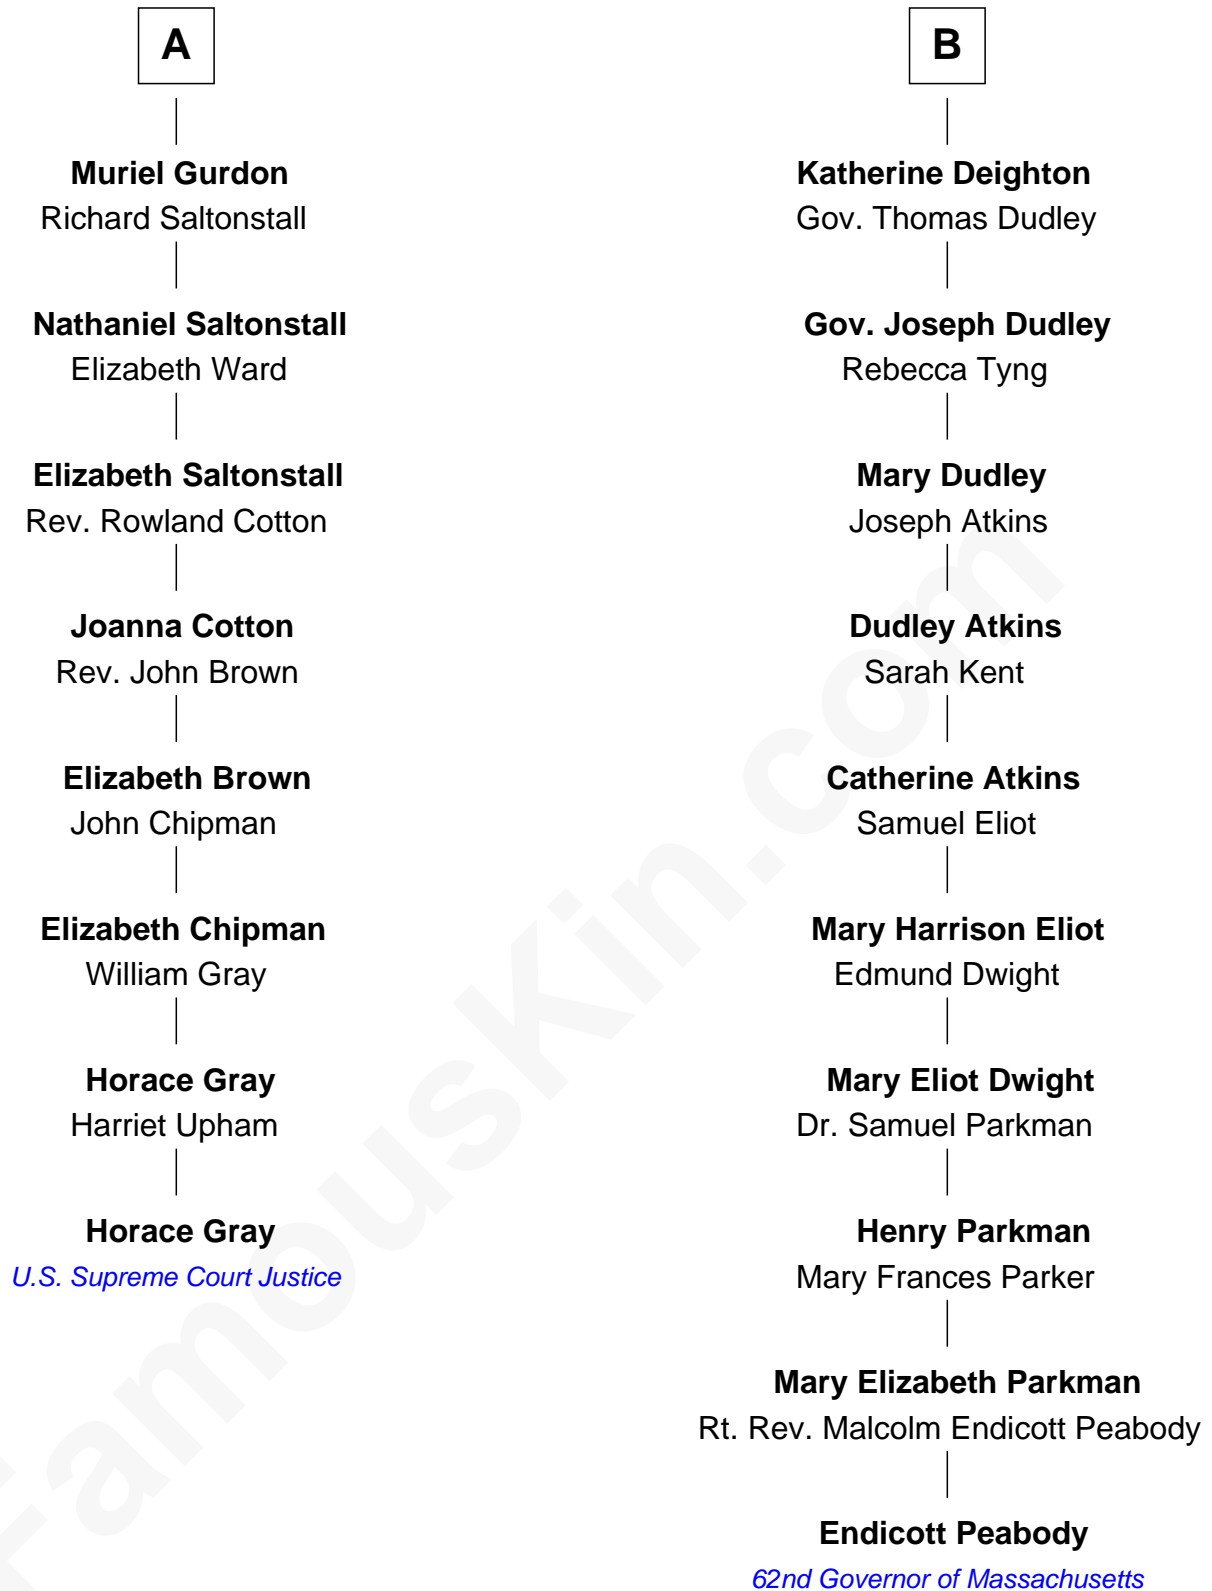 A
Muriel Gurdon
Richard Saltonstall
Nathaniel Saltonstall
Elizabeth Ward
Elizabeth Saltonstall
Rev. Rowland Cotton
Joanna Cotton
Rev. John Brown
Elizabeth Brown
John Chipman
Elizabeth Chipman
William Gray
Horace Gray
Harriet Upham
Horace Gray
U.S. Supreme Court Justice
B
Katherine Deighton
Gov. Thomas Dudley
Gov. Joseph Dudley
Rebecca Tyng
Mary Dudley
Joseph Atkins
Dudley Atkins
Sarah Kent
Catherine Atkins
Samuel Eliot
Mary Harrison Eliot
Edmund Dwight
Mary Eliot Dwight
Dr. Samuel Parkman
Henry Parkman
Mary Frances Parker
Mary Elizabeth Parkman
Rt. Rev. Malcolm Endicott Peabody
Endicott Peabody
62nd Governor of Massachusetts
FamousKin.com